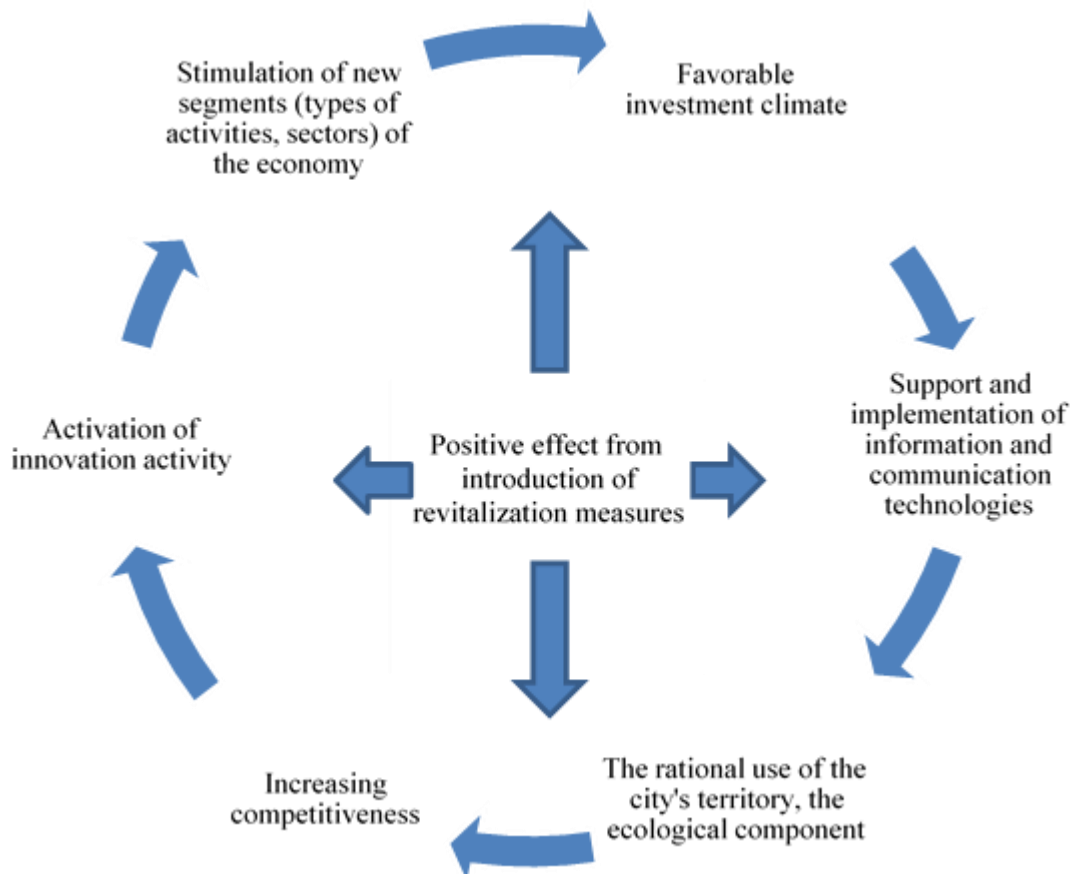 Stimulation of new
segments (types of
activities, sectors) of
the economy
Favorable
investment climate
Support and
implementation of
information and
communication
technologies
Activation of
innovation activity
Positive effect from
introduction of
revitalization measures
Increasing
competitiveness
The rational use of the
city's territory, the
ecological component